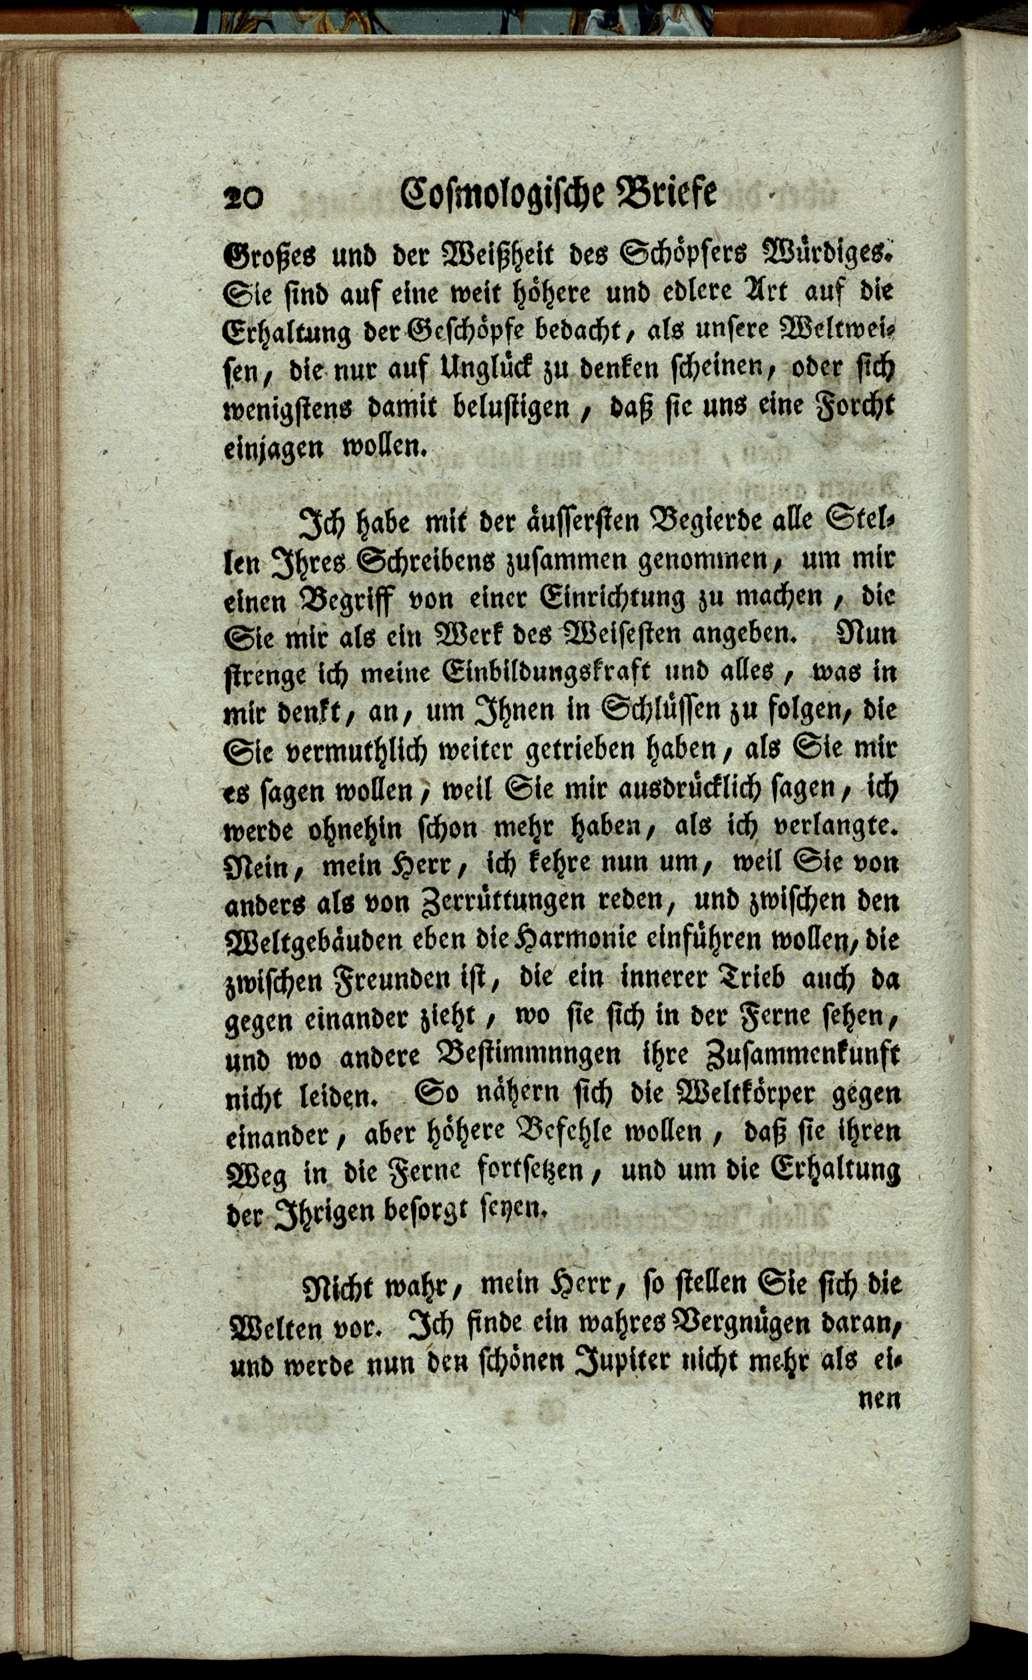 20 Cosmologische Briefe
Großes und der Weißheit des Schöpfers Würdiges.
Sie sind auf eine weit höhere und edlere Art auf die
Erhaltung der Geschöpfe bedacht, als unsere Weltwei-
sen, die nur auf Unglück zu denken scheinen, oder sich
wenigstens damit belustigen, daß sie uns eine Forcht
einjagen wollen.
Ich habe mit der äussersten Begierde alle Stel-
len Ihres Schreibens zusammen genommen, um mir
einen Begriff von einer Einrichtung zu machen, die
Sie mir als ein Werk des Weisesten angeben. Nun
strenge ich meine Einbildungskraft und alles, was in
mir denkt, an, um Ihnen in Schlüssen zu folgen, die
Sie vermuthlich weiter getrieben haben, als Sie mir
es sagen wollen, weil Sie mir ausdrücklich sagen, ich
werde ohnehin schon mehr haben, als ich verlangte.
Nein, mein Herr, ich kehre nun um, weil Sie von
anders als von Zerrüttungen reden, und zwischen den
Weltgebäuden eben die Harmonie einführen wollen, die
zwischen Freunden ist, die ein innerer Trieb auch da
gegen einander zieht, wo sie sich in der Ferne sehen,
und wo andere Bestimmnngen ihre Zusammenkunft
nicht leiden. So nähern sich die Weltkörper gegen
einander, aber höhere Befehle wollen, daß sie ihren
Weg in die Ferne fortsetzen, und um die Erhaltung
der Ihrigen besorgt seyen.
Nicht wahr, mein Herr, so stellen Sie sich die
Welten vor. Ich finde ein wahres Vergnügen daran,
und werde nun den schönen Jupiter nicht mehr als ei-
nen